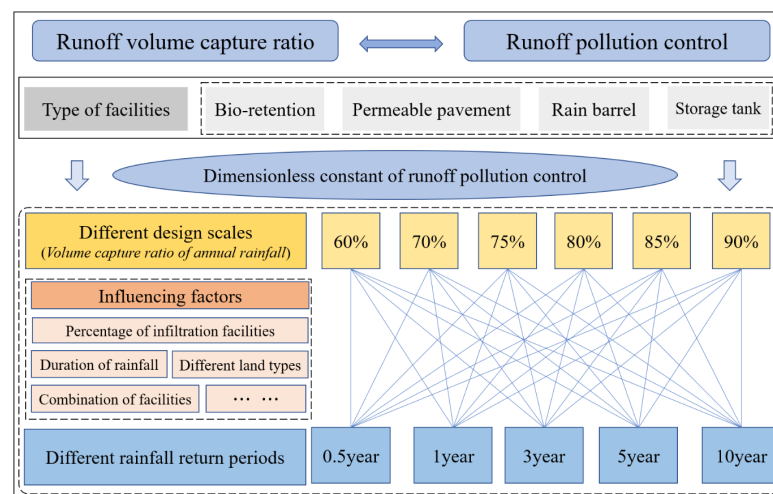 Runoff volume capture ratio
Runoff pollution control
Type of facilities
Bio-retention
Permeable pavement
Rain barrel
Storage tank
Dimensionless constant of runoff pollution control
Different design scales
(Volume capture ratio of annual rainfall)
60%
70%
75%
80%
85%
90%
Influencing factors
Percentage of infiltration facilities
Duration of rainfall
Different land types
Combination of facilities
... ...
Different rainfall return periods
0.5year
1year
3year
5year
10year